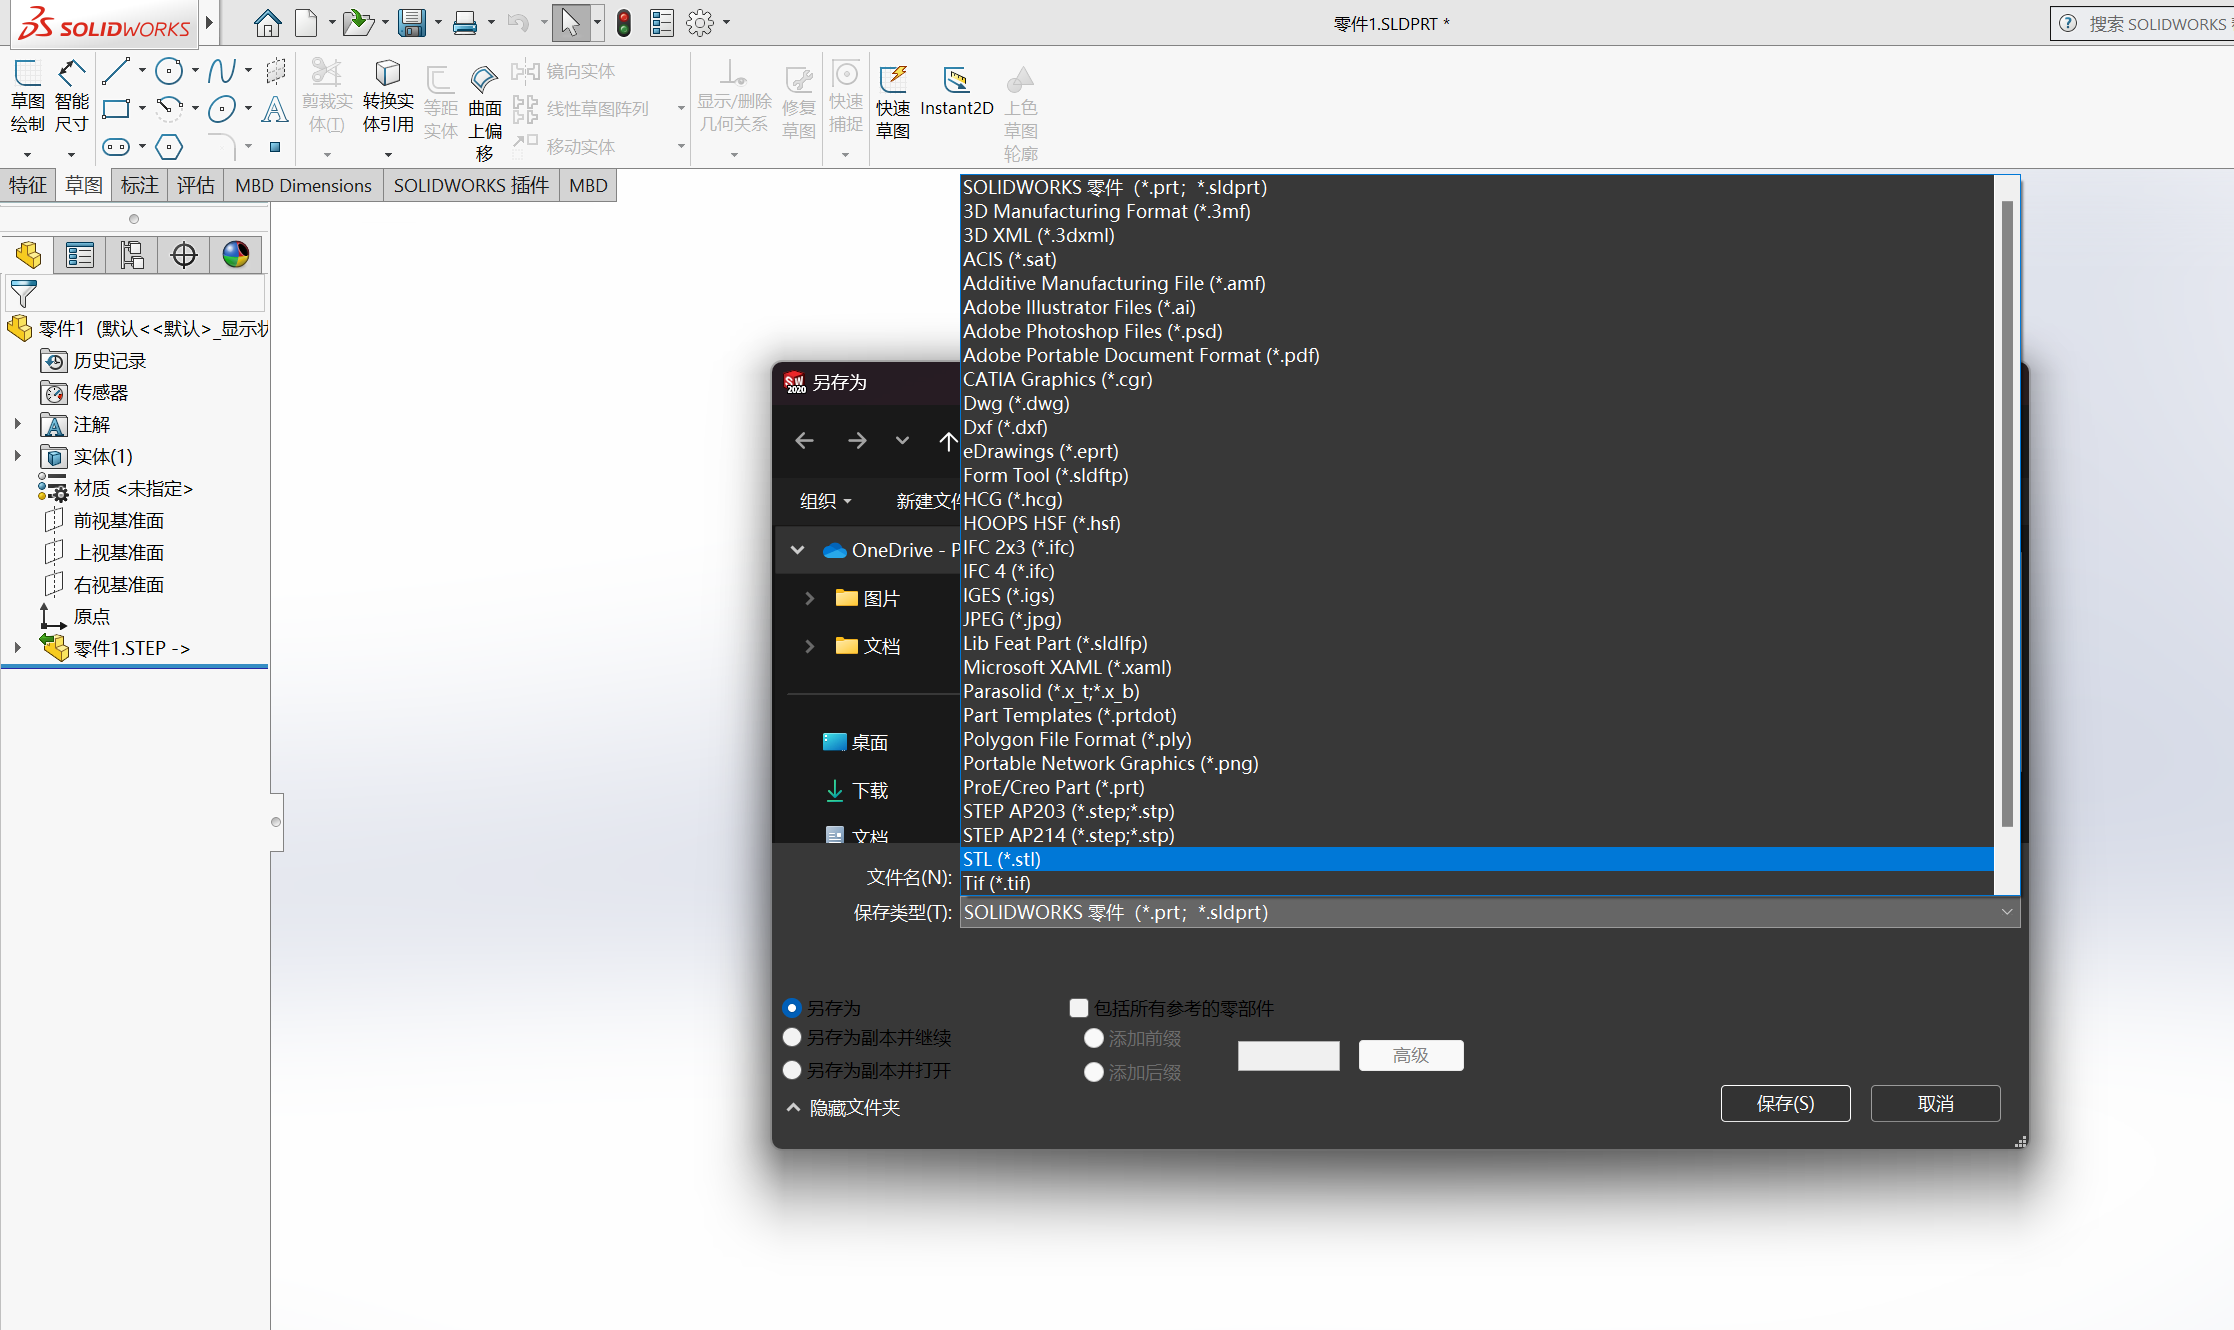 SOLIDWORKS
零件1.SLDPRT *
搜索 SOLIDWORKS
草图绘制
智能尺寸
剪裁实体(T)
转换实体引用
等距实体
曲面上偏移
镜向实体
线性草图阵列
移动实体
显示/删除几何关系
修复草图
快速捕捉
快速草图
Instant2D
上色草图轮廓
特征 草图 标注 评估 MBD Dimensions SOLIDWORKS 插件 MBD
零件1 (默认<<默认>_显示状
历史记录
传感器
注解
实体(1)
材质 <未指定>
前视基准面
上视基准面
右视基准面
原点
零件1.STEP ->
SW 2020 另存为
组织 新建文件
OneDrive - P
图片
文档
桌面
下载
文档
SOLIDWORKS 零件 (*.prt; *.sldprt)
3D Manufacturing Format (*.3mf)
3D XML (*.3dxml)
ACIS (*.sat)
Additive Manufacturing File (*.amf)
Adobe Illustrator Files (*.ai)
Adobe Photoshop Files (*.psd)
Adobe Portable Document Format (*.pdf)
CATIA Graphics (*.cgr)
Dwg (*.dwg)
Dxf (*.dxf)
eDrawings (*.eprt)
Form Tool (*.sldftp)
HCG (*.hcg)
HOOPS HSF (*.hsf)
IFC 2x3 (*.ifc)
IFC 4 (*.ifc)
IGES (*.igs)
JPEG (*.jpg)
Lib Feat Part (*.sldlfp)
Microsoft XAML (*.xaml)
Parasolid (*.x_t;*.x_b)
Part Templates (*.prtdot)
Polygon File Format (*.ply)
Portable Network Graphics (*.png)
ProE/Creo Part (*.prt)
STEP AP203 (*.step;*.stp)
STEP AP214 (*.step;*.stp)
STL (*.stl)
Tif (*.tif)
文件名(N):
保存类型(T): SOLIDWORKS 零件 (*.prt; *.sldprt)
另存为
另存为副本并继续
另存为副本并打开
包括所有参考的零部件
添加前缀
添加后缀
高级
隐藏文件夹
保存(S)
取消